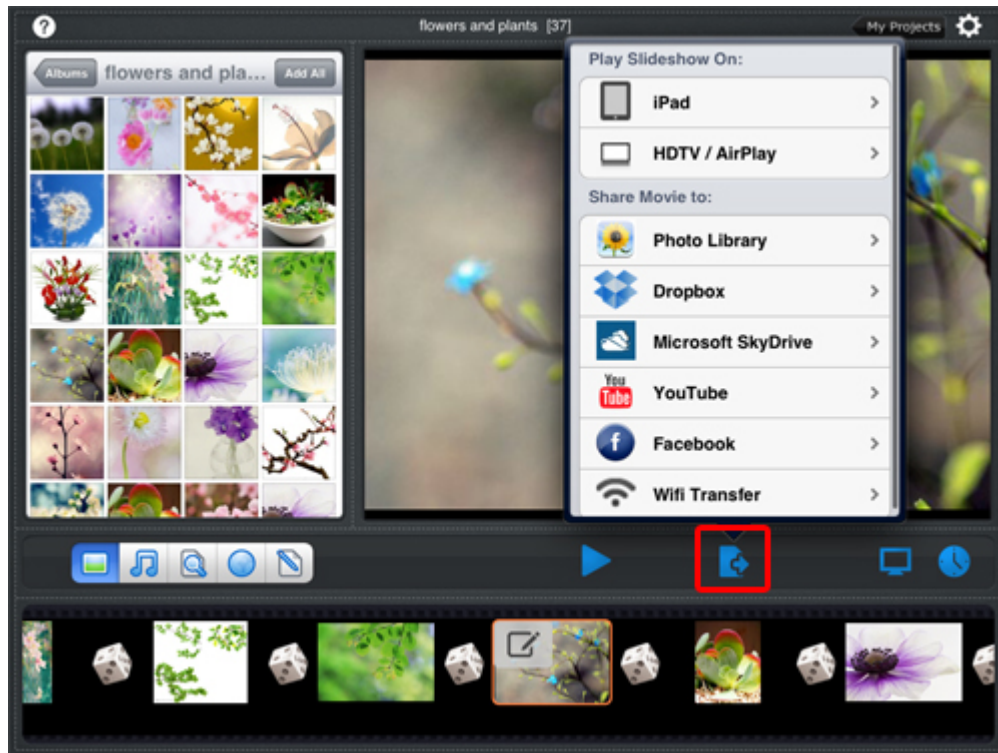 ?
flowers and plants [37]
My Projects
Albums
flowers and pla...
Add All
Play Slideshow On:
iPad
HDTV / AirPlay
Share Movie to:
Photo Library
Dropbox
Microsoft SkyDrive
You
Tube
YouTube
f
Facebook
Wifi Transfer